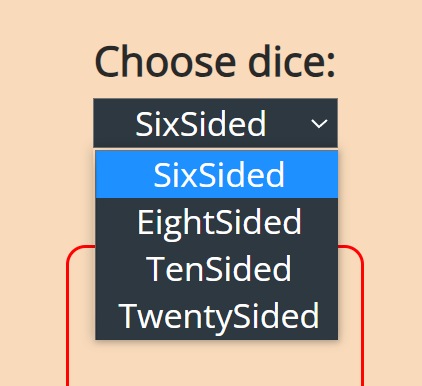 Choose dice:
SixSided
SixSided
EightSided
TenSided
TwentySided